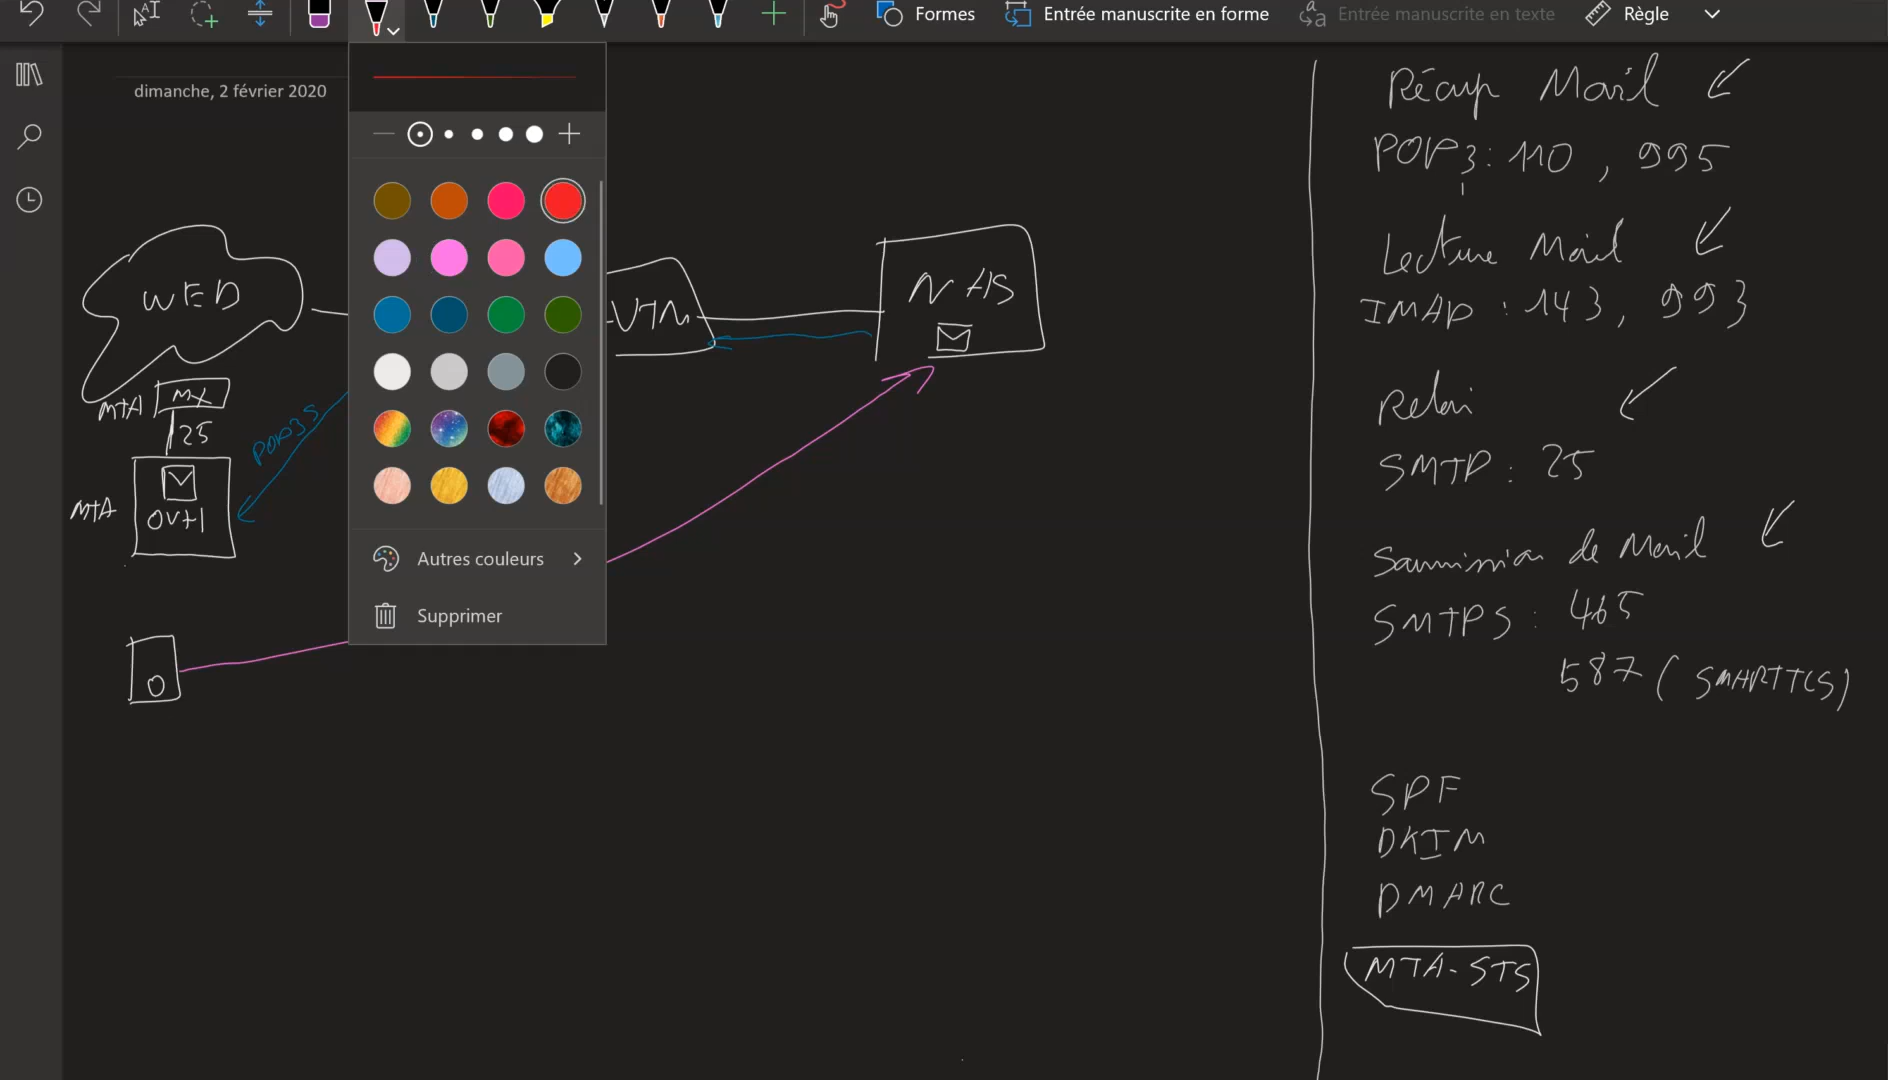 Formes
Entrée manuscrite en forme
Entrée manuscrite en texte
Règle
dimanche, 2 février 2020
Autres couleurs
Supprimer
WEB
MTA
MX
25
POP3S
MTA
OVH
O
VTM
NAS
Récup Mail
POP3 : 110, 995
Lecture Mail
IMAP : 143, 993
Relai
SMTP : 25
Soumission de Mail
SMTPS : 465
587 (SMARTTLS)
SPF
DKIM
DMARC
MTA-STS